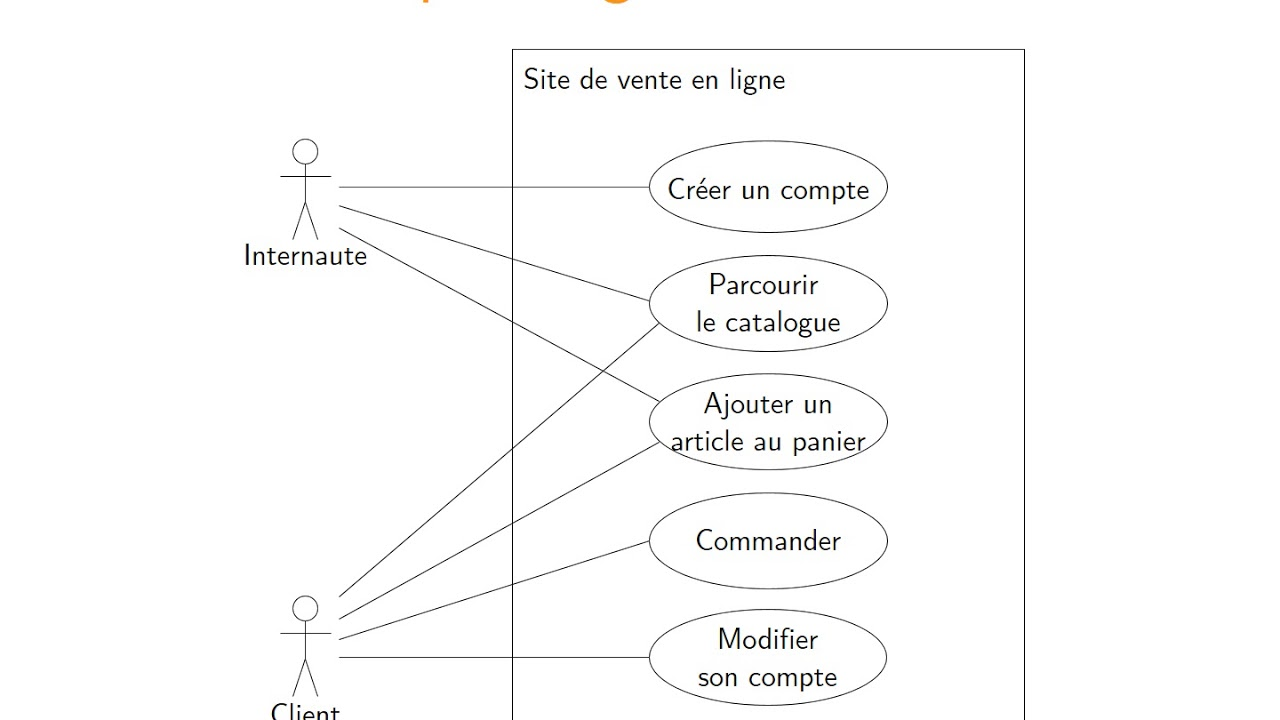 Site de vente en ligne
Créer un compte
Internaute
Parcourir
le catalogue
Ajouter un
article au panier
Commander
Modifier
son compte
Client